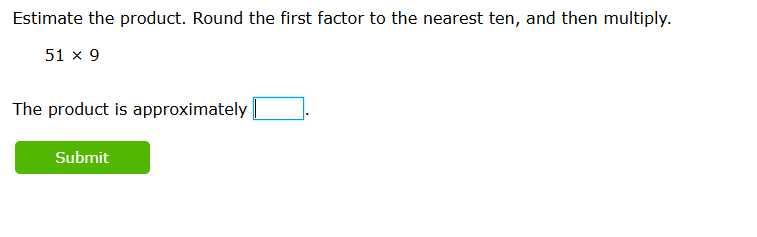 Estimate the product. Round the first factor to the nearest ten, and then multiply.
51 × 9
The product is approximately .
Submit